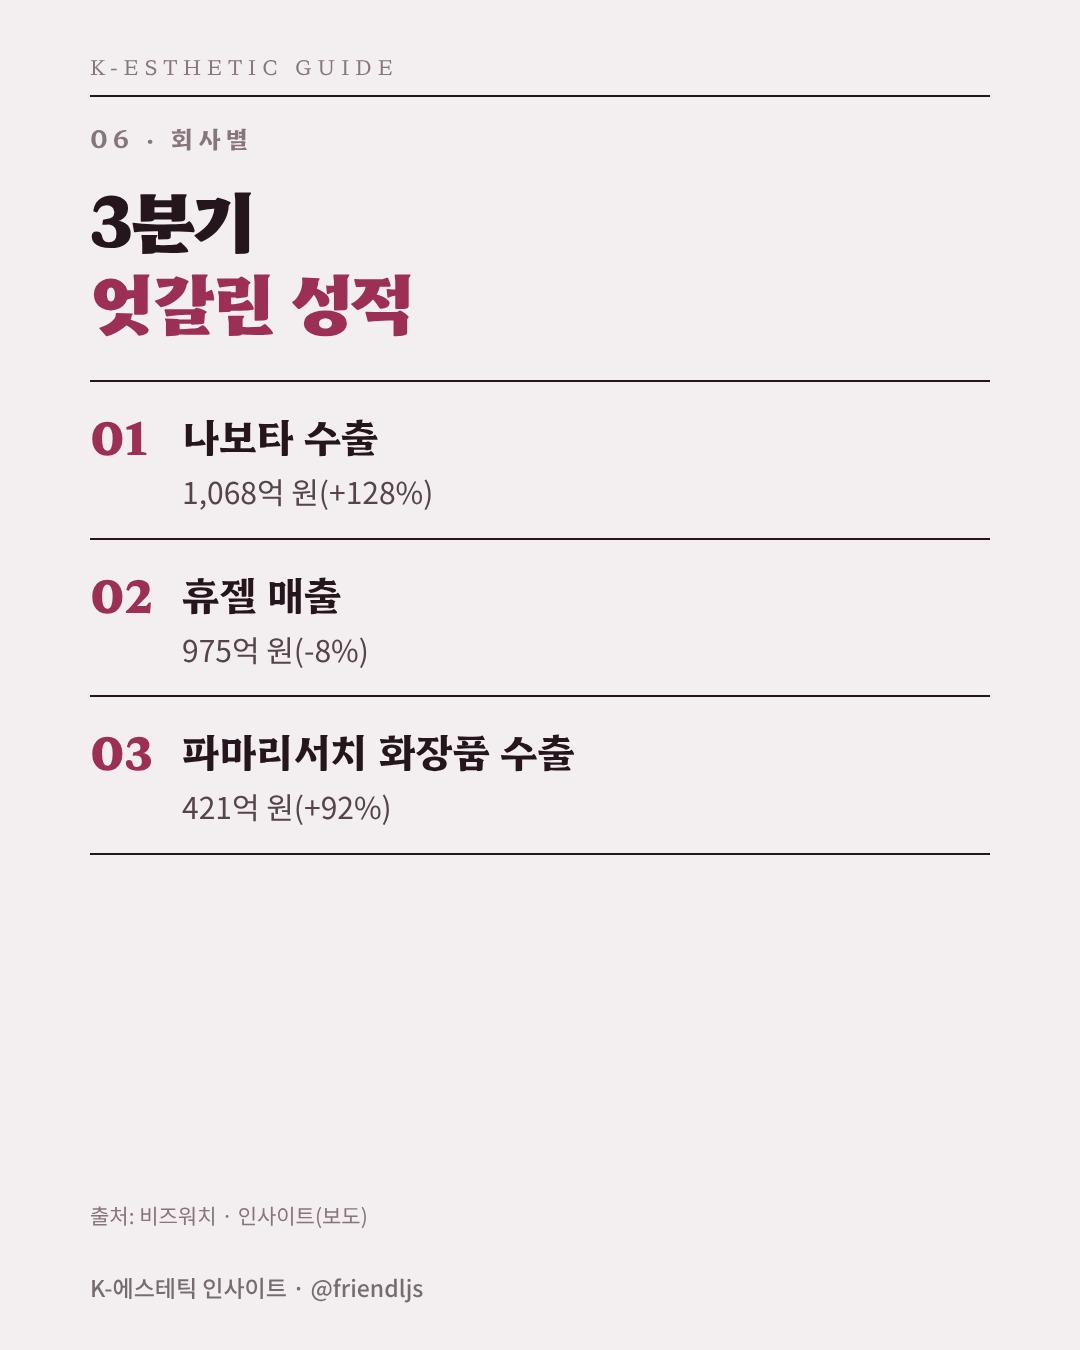 K-ESTHETIC GUIDE
06 · 회사별
3분기
엇갈린 성적
01 나보타 수출
1,068억 원(+128%)
02 휴젤 매출
975억 원(-8%)
03 파마리서치 화장품 수출
421억 원(+92%)
출처: 비즈워치 · 인사이트(보도)
K-에스테틱 인사이트 · @friendljs